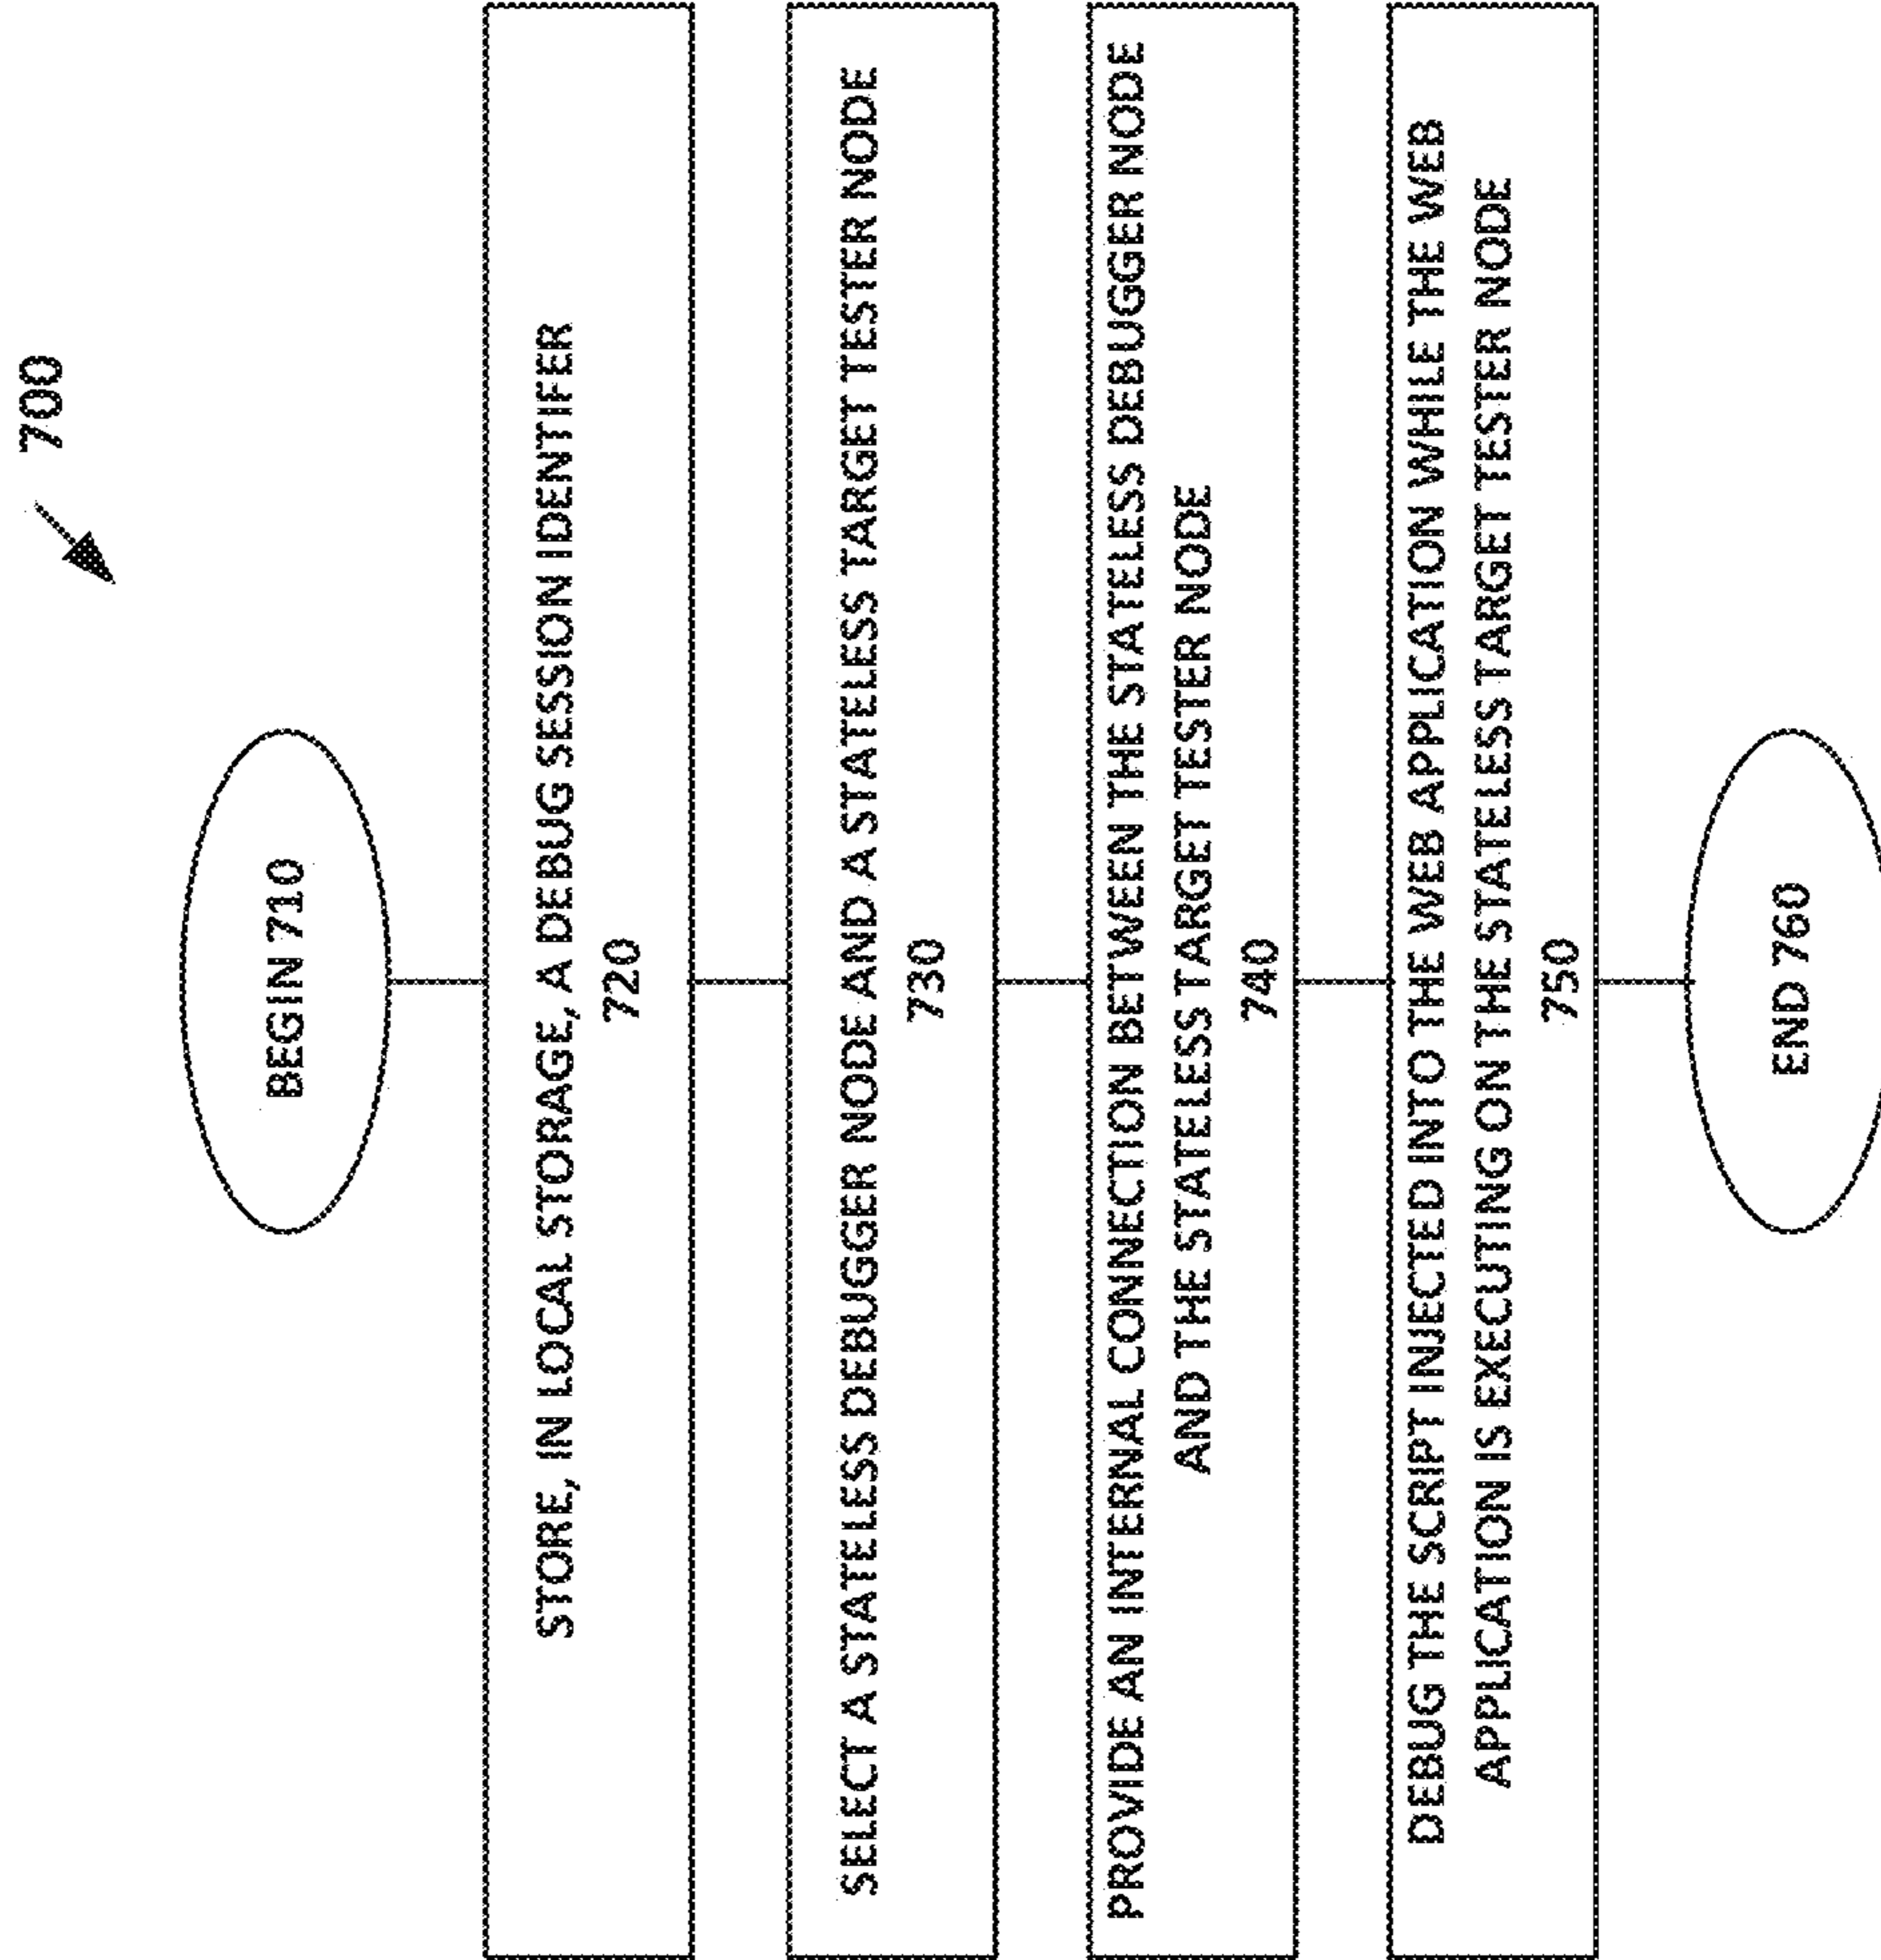 700
BEGIN 710
STORE, IN LOCAL STORAGE, A DEBUG SESSION IDENTIFER
720
SELECT A STATELESS DEBUGGER NODE AND A STATELESS TARGET TESTER NODE
730
PROVIDE AN INTERNAL CONNECTION BETWEEN THE STATELESS DEBUGGER NODE
AND THE STATELESS TARGET TESTER NODE
740
DEBUG THE SCRIPT INJECTED INTO THE WEB APPLICATION WHILE THE WEB
APPLICATION IS EXECUTING ON THE STATELESS TARGET TESTER NODE
750
END 760